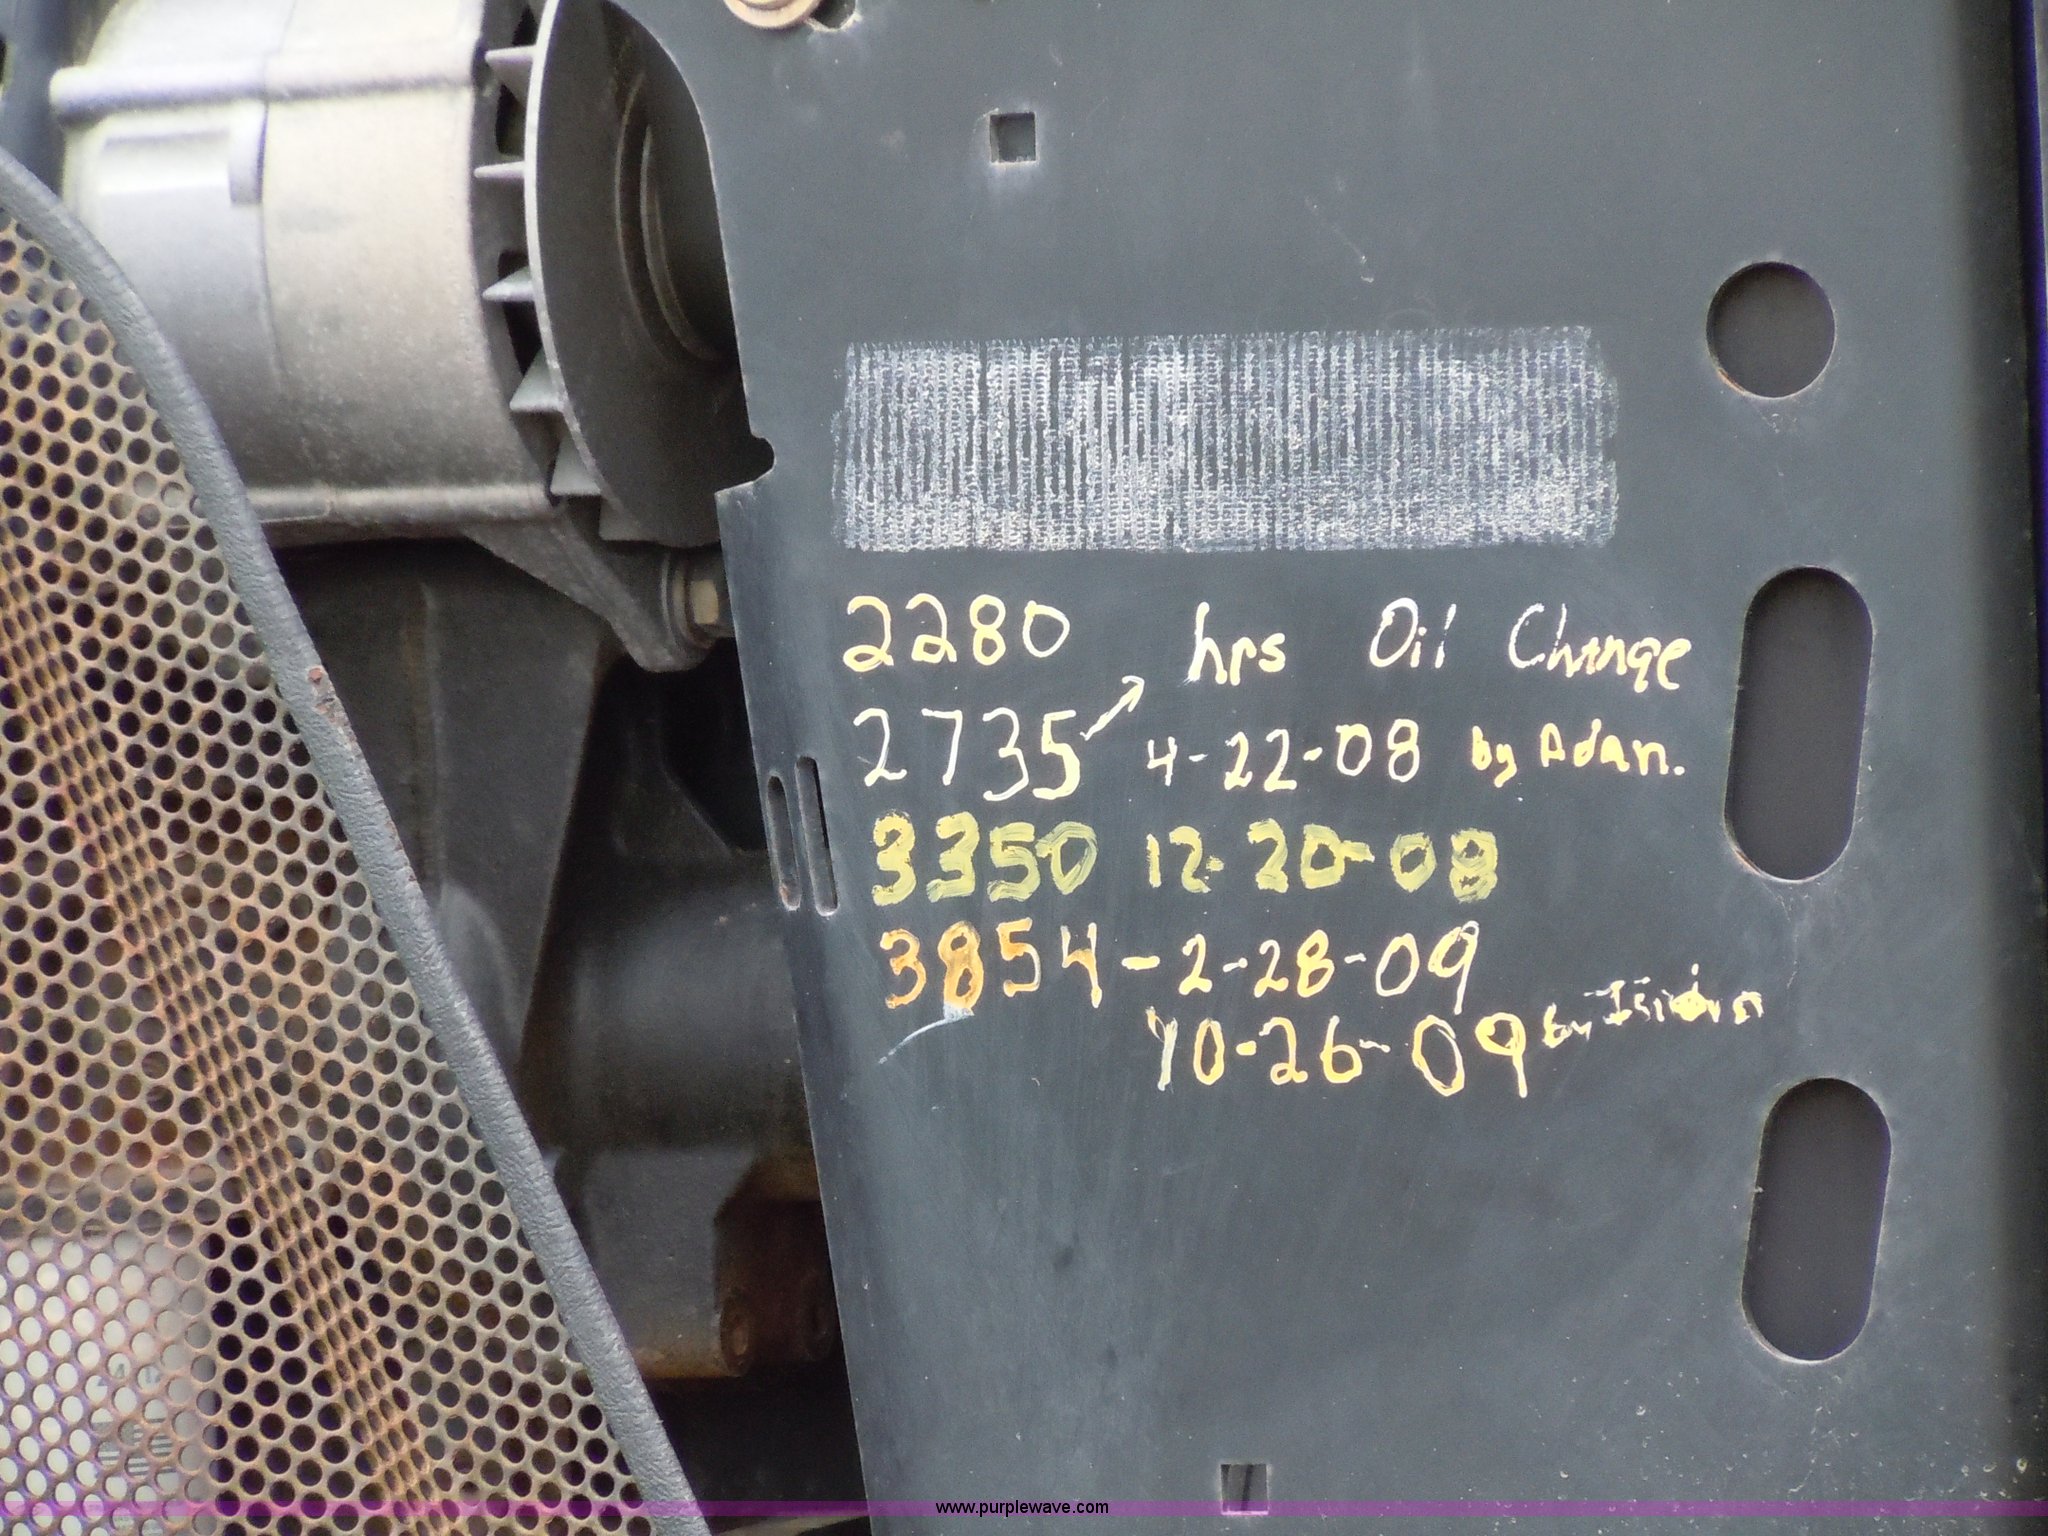 2280 hrs Oil Change
2735 4-22-08 by Adan.
3350 12-20-08
3854-2-28-09
10-26-09 by
www.purplewave.com